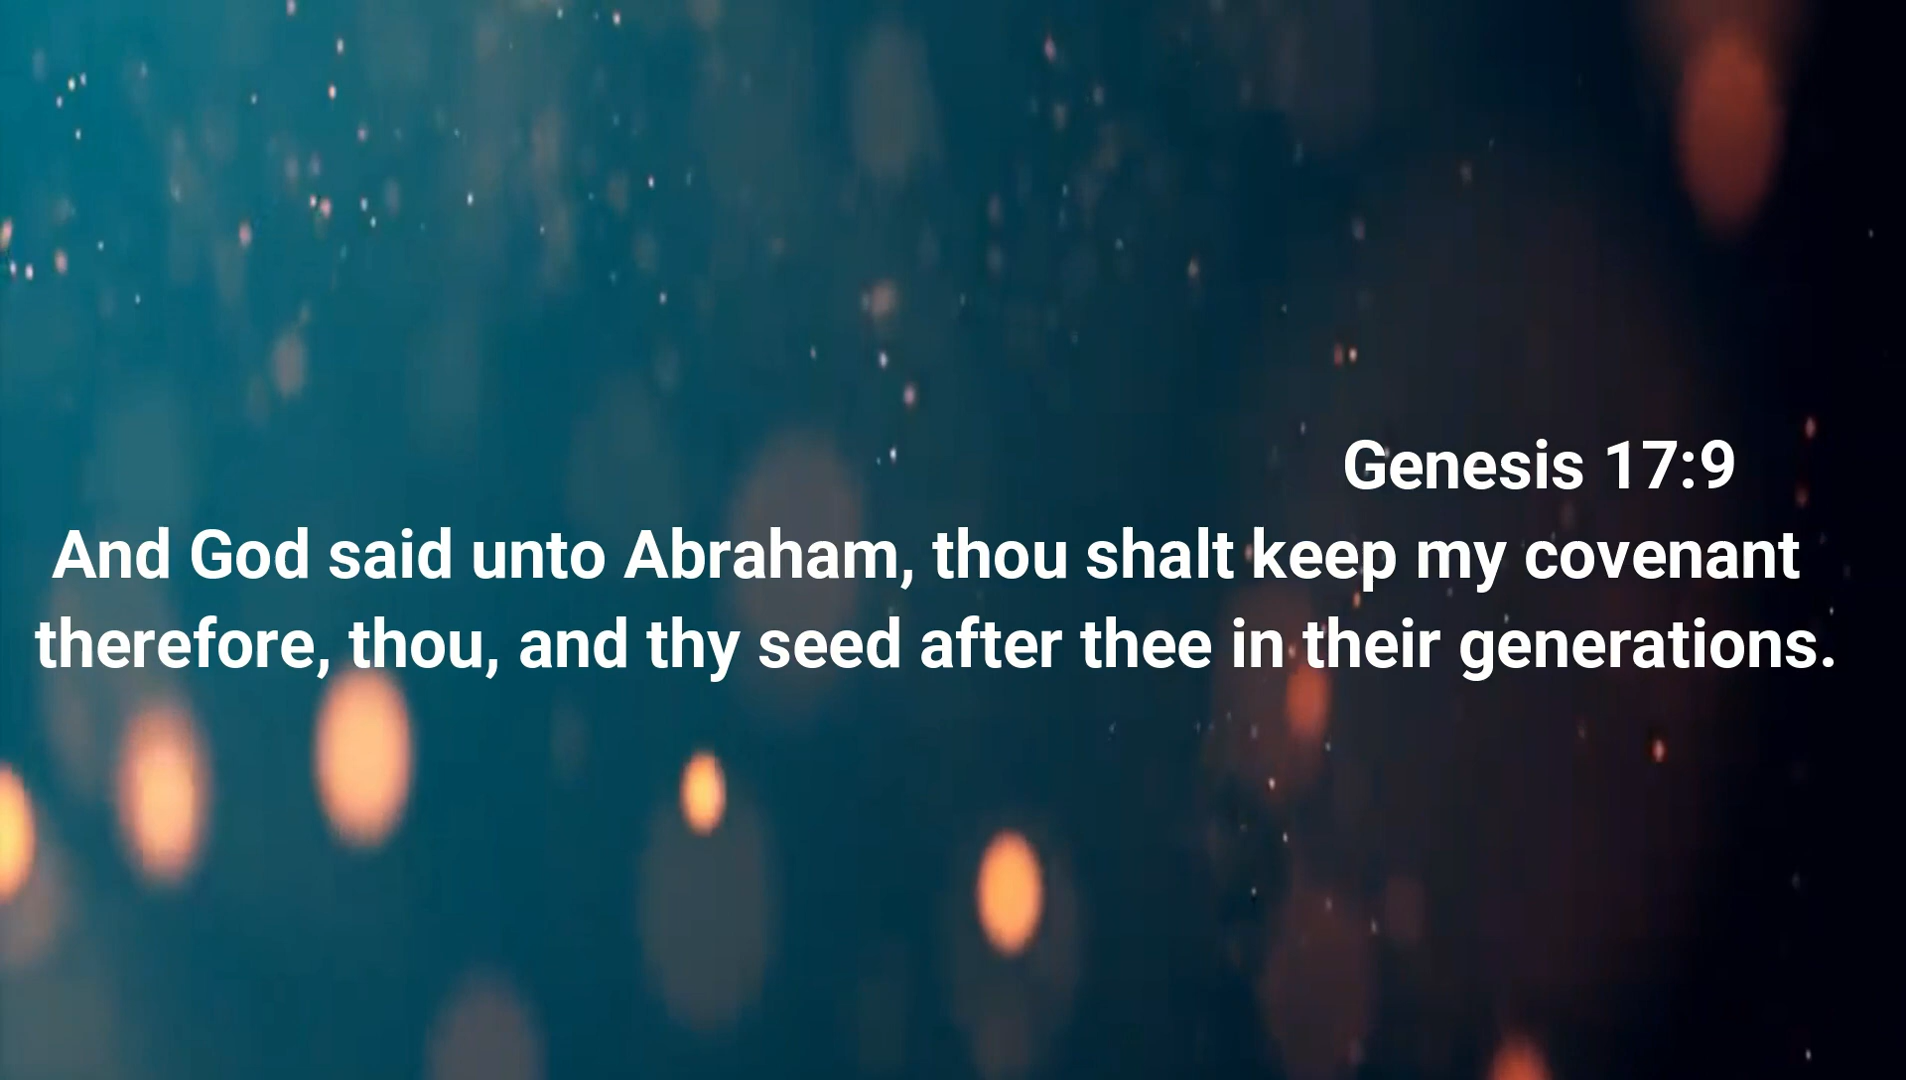 Genesis 17:9
And God said unto Abraham, thou shalt keep my covenant
therefore, thou, and thy seed after thee in their generations.